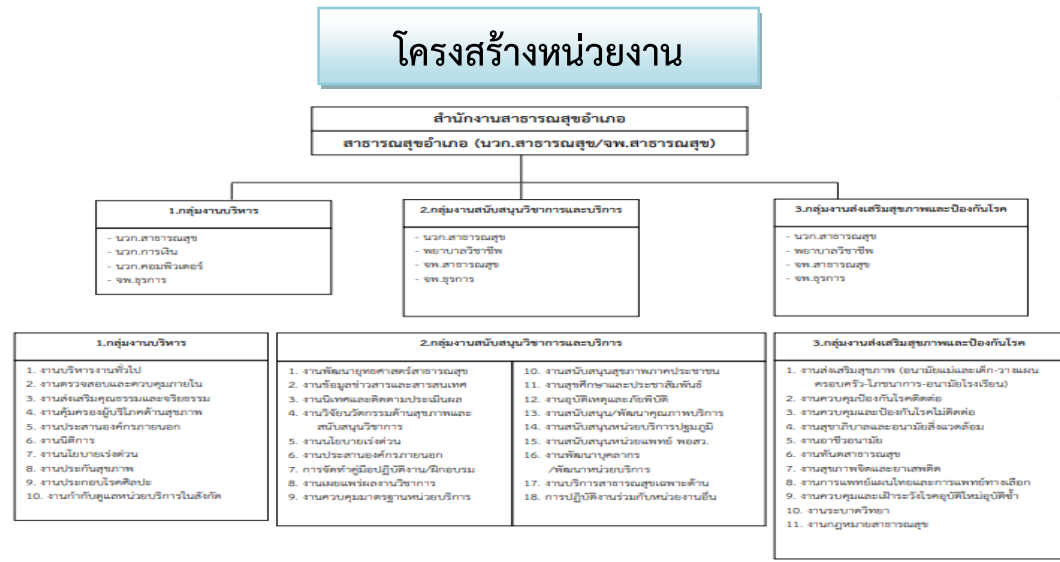 โครงสร้างหน่วยงาน
สำนักงานสาธารณสุขอำเภอ
สาธารณสุขอำเภอ (นวก.สาธารณสุข/จพ.สาธารณสุข)
1.กลุ่มงานบริหาร
- นวก.สาธารณสุข
- นวก.การเงิน
- นวก.คอมพิวเตอร์
- จพ.ธุรการ
2.กลุ่มงานสนับสนุนวิชาการและบริการ
- นวก.สาธารณสุข
- พยาบาลวิชาชีพ
- จพ.สาธารณสุข
- จพ.ธุรการ
3.กลุ่มงานส่งเสริมสุขภาพและป้องกันโรค
- นวก.สาธารณสุข
- พยาบาลวิชาชีพ
- จพ.สาธารณสุข
- จพ.ธุรการ
1.กลุ่มงานบริหาร
1. งานบริหารงานทั่วไป
2. งานตรวจสอบและควบคุมภายใน
3. งานส่งเสริมคุณธรรมและจริยธรรม
4. งานคุ้มครองผู้บริโภคด้านสุขภาพ
5. งานประสานองค์กรภายนอก
6. งานนิติการ
7. งานนโยบายเร่งด่วน
8. งานประกันสุขภาพ
9. งานประกอบโรคศิลปะ
10. งานกำกับดูแลหน่วยบริการในสังกัด
2.กลุ่มงานสนับสนุนวิชาการและบริการ
1. งานพัฒนายุทธศาสตร์สาธารณสุข
2. งานข้อมูลข่าวสารและสารสนเทศ
3. งานนิเทศและติดตามประเมินผล
4. งานวิจัยนวัตกรรมด้านสุขภาพและ
สนับสนุนวิชาการ
5. งานนโยบายเร่งด่วน
6. งานประสานองค์กรภายนอก
7. การจัดทำคู่มือปฏิบัติงาน/ฝึกอบรม
8. งานเผยแพร่ผลงานวิชาการ
9. งานควบคุมมาตรฐานหน่วยบริการ
10. งานสนับสนุนสุขภาพภาคประชาชน
11. งานสุขศึกษาและประชาสัมพันธ์
12. งานอุบัติเหตุและภัยพิบัติ
13. งานสนับสนุน/พัฒนาคุณภาพบริการ
14. งานสนับสนุนหน่วยบริการปฐมภูมิ
15. งานสนับสนุนหน่วยแพทย์ พอสว.
16. งานพัฒนาบุคลากร
/พัฒนาหน่วยบริการ
17. งานบริการสาธารณสุขเฉพาะด้าน
18. การปฏิบัติงานร่วมกับหน่วยงานอื่น
3.กลุ่มงานส่งเสริมสุขภาพและป้องกันโรค
1. งานส่งเสริมสุขภาพ (อนามัยแม่และเด็ก-วางแผน
ครอบครัว-โภชนาการ-อนามัยโรงเรียน)
2. งานควบคุมป้องกันโรคติดต่อ
3. งานควบคุมและป้องกันโรคไม่ติดต่อ
4. งานสุขาภิบาลและอนามัยสิ่งแวดล้อม
5. งานอาชีวอนามัย
6. งานทันตสาธารณสุข
7. งานสุขภาพจิตและยาเสพติด
8. งานการแพทย์แผนไทยและการแพทย์ทางเลือก
9. งานควบคุมและเฝ้าระวังโรคอุบัติใหม่อุบัติซ้ำ
10. งานระบาดวิทยา
11. งานกฎหมายสาธารณสุข